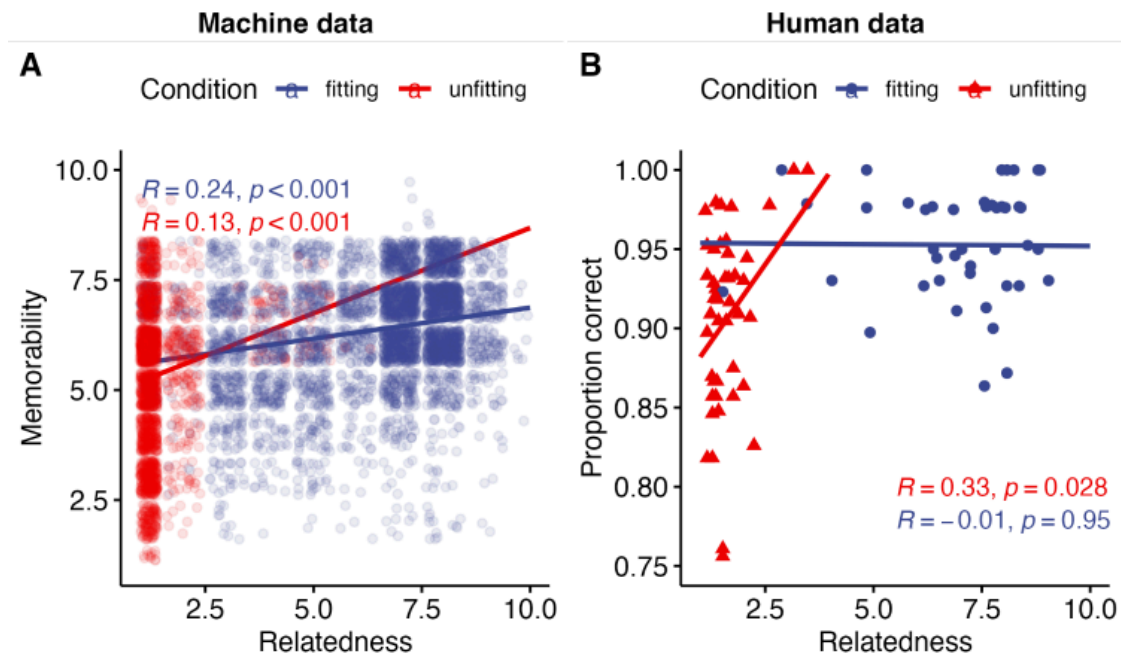 Machine data
Human data
A
Condition a fitting a unfitting
Memorability
10.0
7.5
5.0
2.5
R = 0.24, p < 0.001
R = 0.13, p < 0.001
2.5 5.0 7.5 10.0
Relatedness
B
Condition a fitting a unfitting
Proportion correct
1.00
0.95
0.90
0.85
0.80
0.75
R = 0.33, p = 0.028
R = −0.01, p = 0.95
2.5 5.0 7.5 10.0
Relatedness